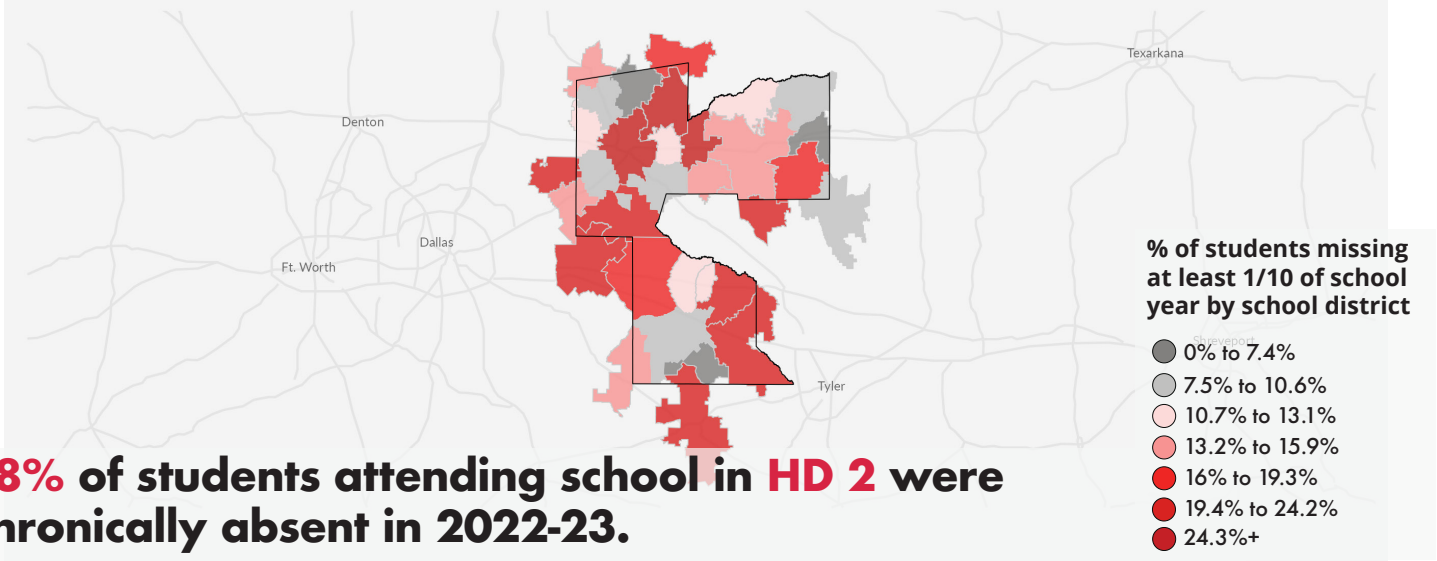 Texarkana
Denton
Dallas
Ft. Worth
Tyler
Shreveport
% of students missing
at least 1/10 of school
year by school district
0% to 7.4%
7.5% to 10.6%
10.7% to 13.1%
13.2% to 15.9%
16% to 19.3%
19.4% to 24.2%
24.3%+
8% of students attending school in HD 2 were
hronically absent in 2022-23.